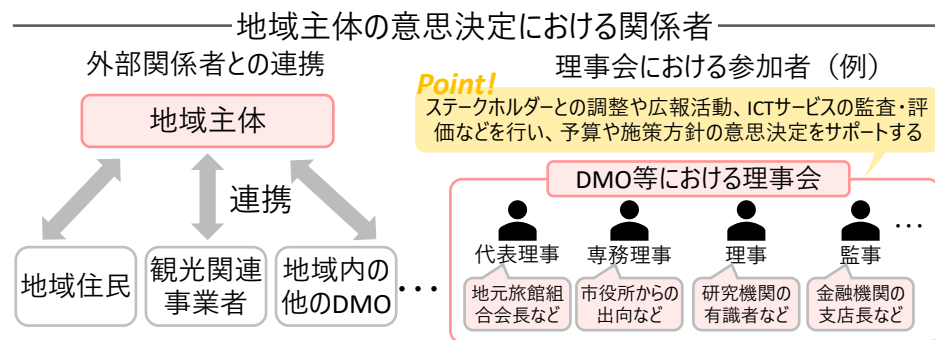 地域主体の意思決定における関係者
外部関係者との連携
地域主体
連携
地域住民
観光関連
事業者
地域内の
他のDMO
…
理事会における参加者（例）
Point!
ステークホルダーとの調整や広報活動、ICTサービスの監査・評
価などを行い、予算や施策方針の意思決定をサポートする
DMO等における理事会
代表理事
専務理事
理事
監事
…
地元旅館組
合会長など
市役所からの
出向など
研究機関の
有識者など
金融機関の
支店長など